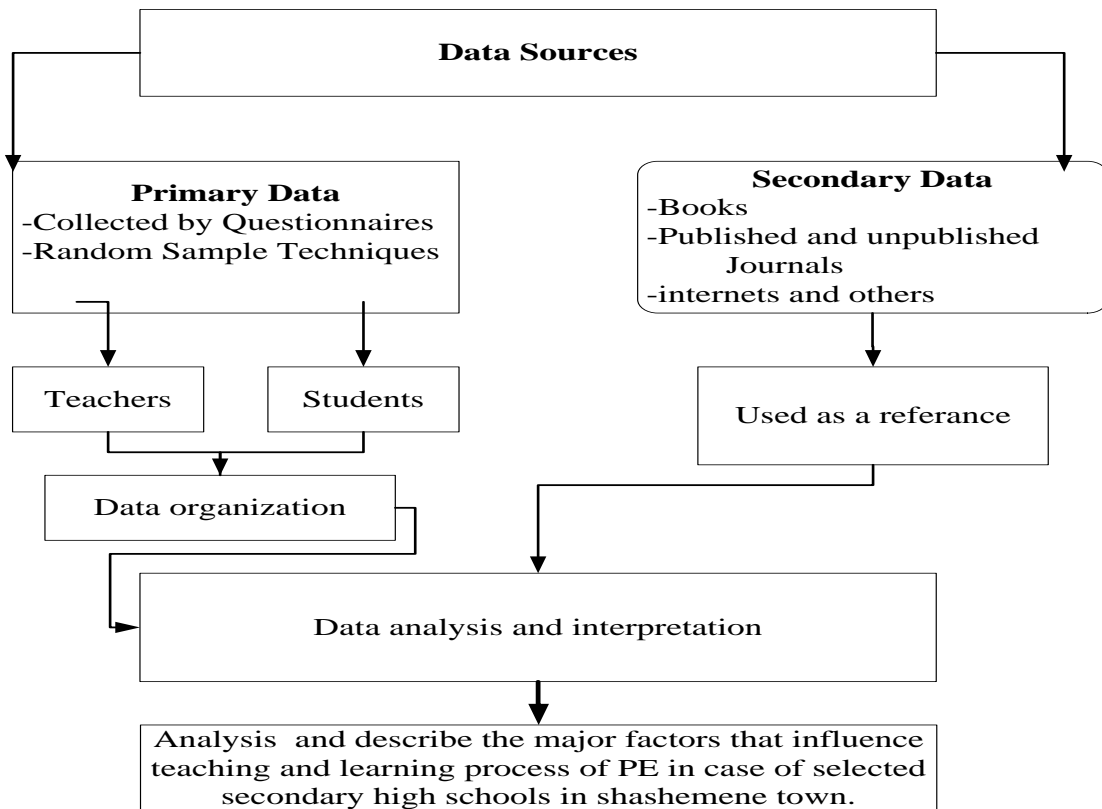 Data Sources
Primary Data
-Collected by Questionnaires
-Random Sample Techniques
Secondary Data
-Books
-Published and unpublished
Journals
-internets and others
Teachers
Students
Used as a referance
Data organization
Data analysis and interpretation
Analysis and describe the major factors that influence
teaching and learning process of PE in case of selected
secondary high schools in shashemene town.